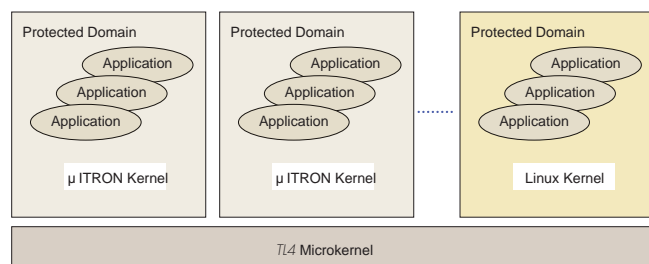 Protected Domain
Application
Application
Application
µ ITRON Kernel
Protected Domain
Application
Application
Application
µ ITRON Kernel
Protected Domain
Application
Application
Application
Linux Kernel
TL4 Microkernel